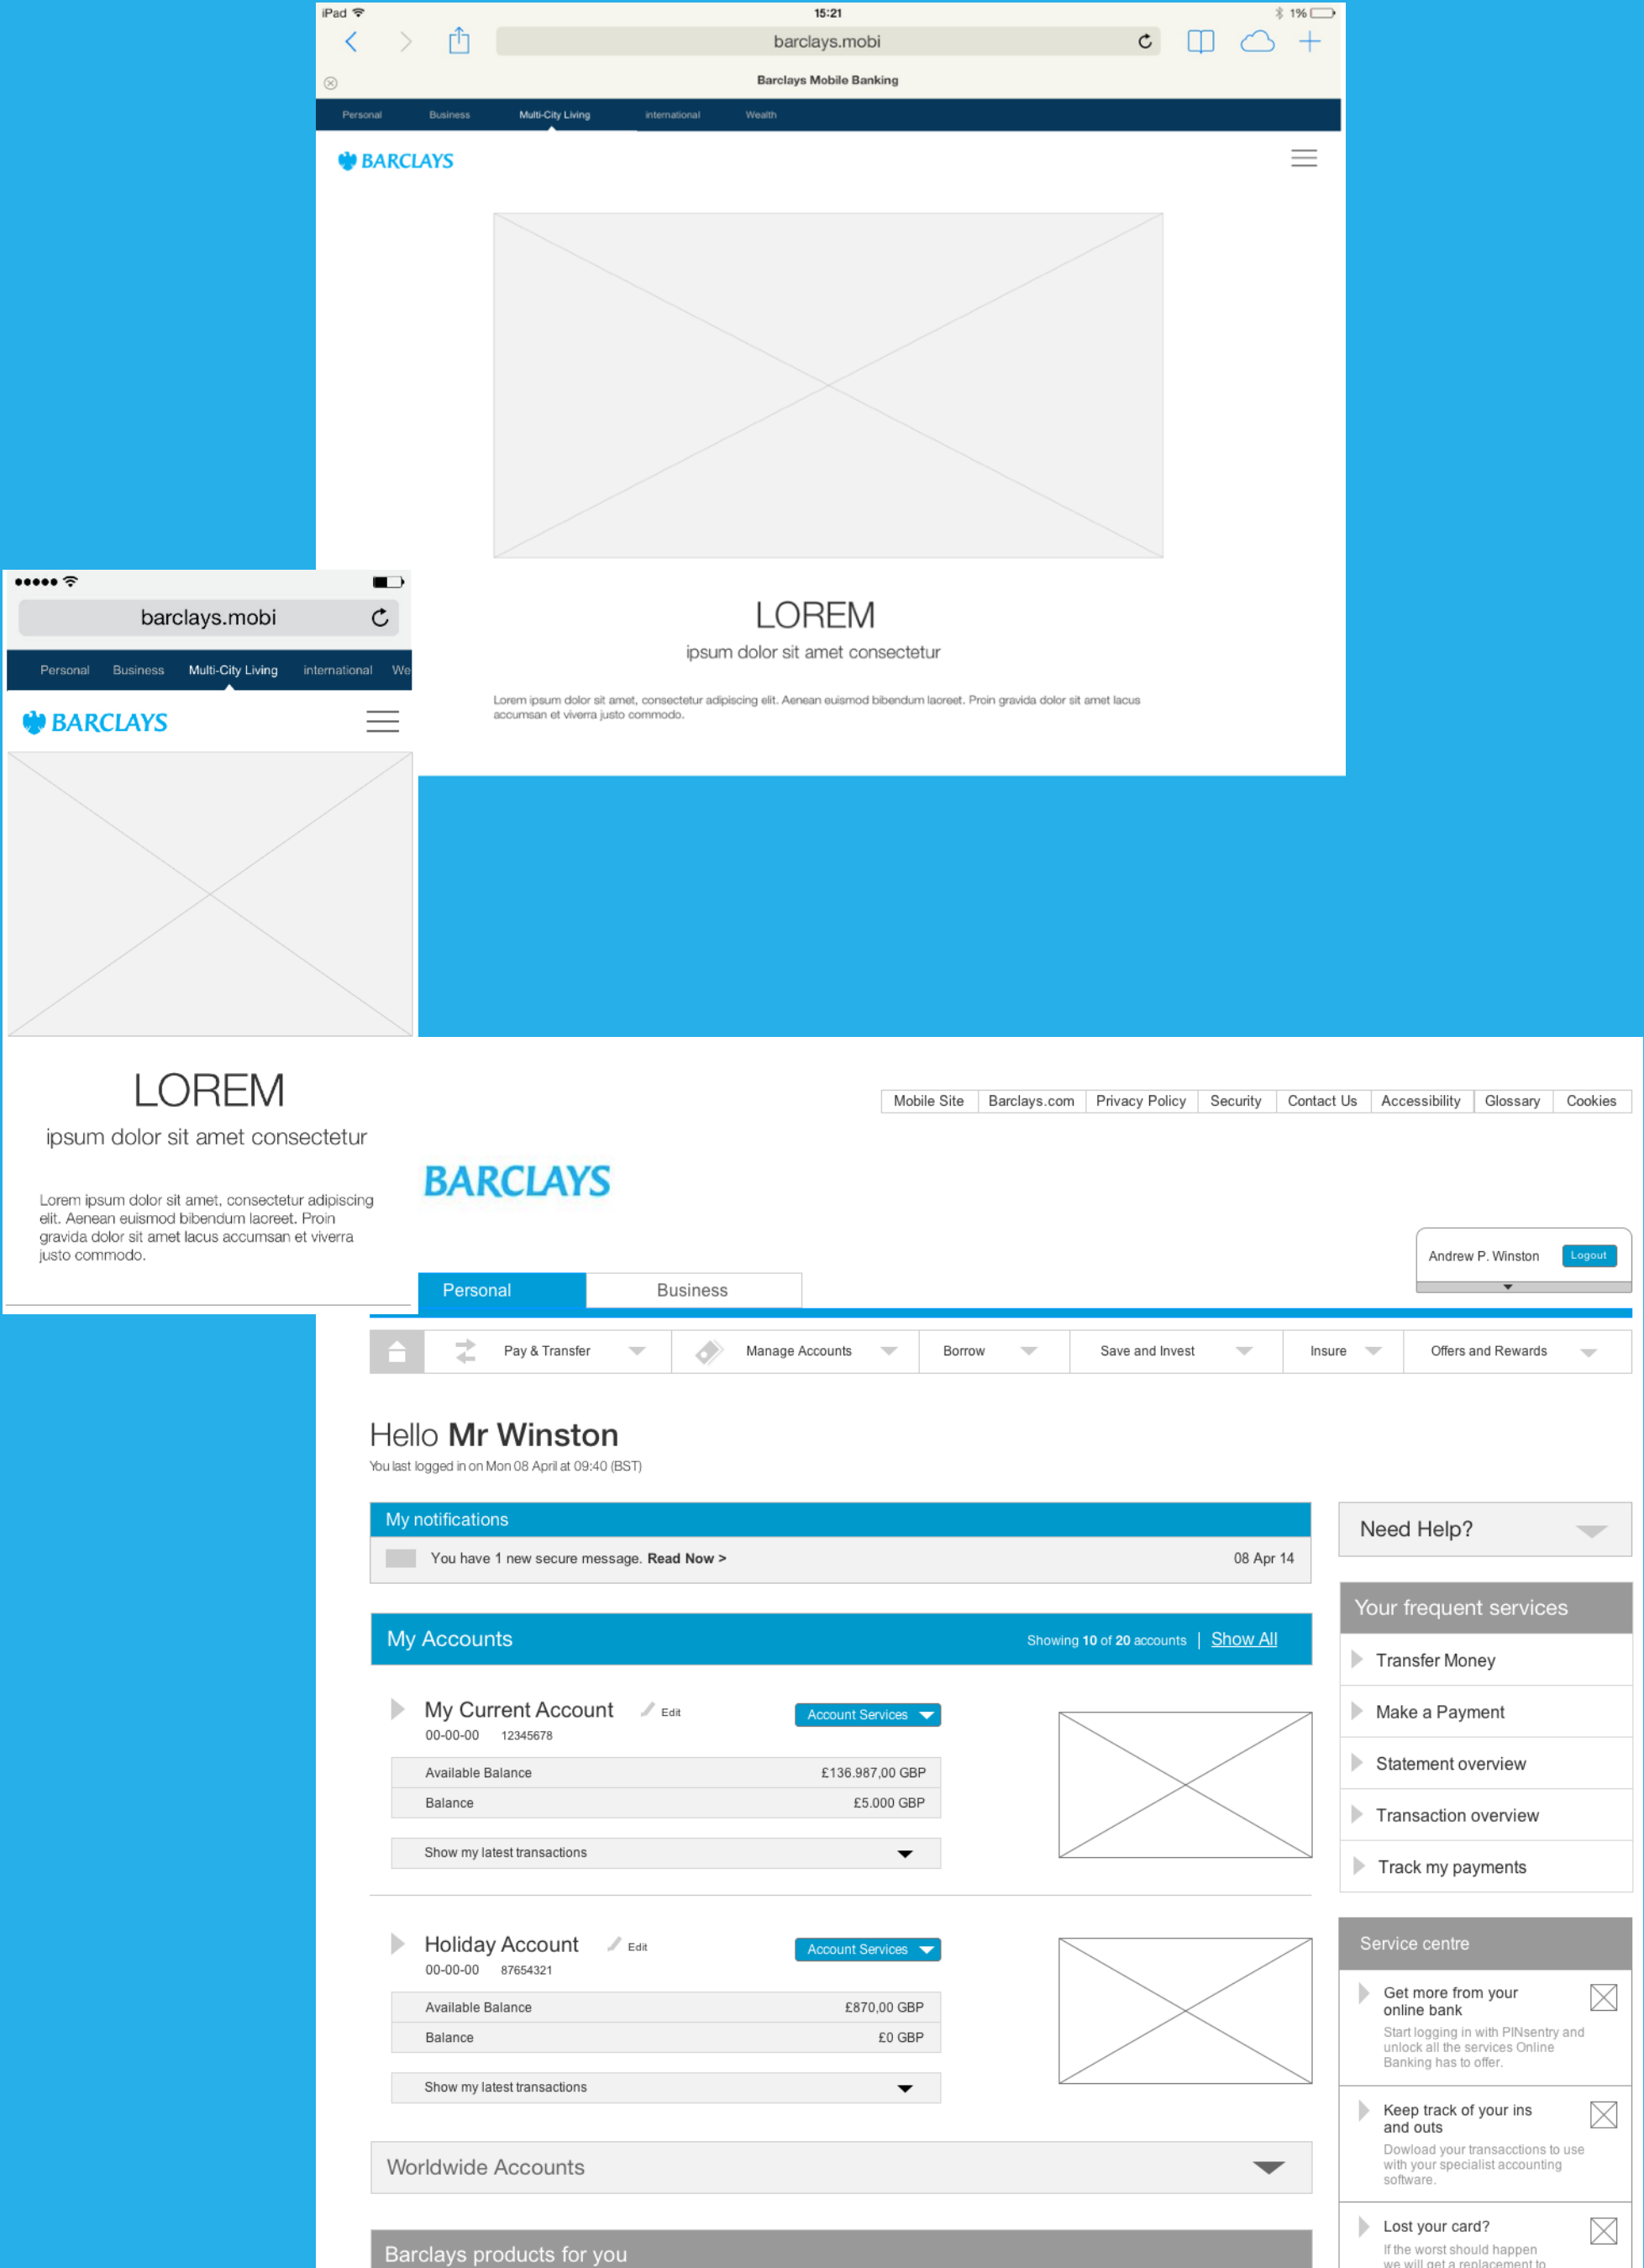 iPad 15:21 1%
barclays.mobi
Barclays Mobile Banking
Personal Business Multi-City Living international Wealth
BARCLAYS
LOREM
ipsum dolor sit amet consectetur
Lorem ipsum dolor sit amet, consectetur adipiscing elit. Aenean euismod bibendum laoreet. Proin gravida dolor sit amet lacus
accumsan et viverra justo commodo.
barclays.mobi
Personal Business Multi-City Living international We
BARCLAYS
LOREM
ipsum dolor sit amet consectetur
Lorem ipsum dolor sit amet, consectetur adipiscing
elit. Aenean euismod bibendum laoreet. Proin
gravida dolor sit amet lacus accumsan et viverra
justo commodo.
Mobile Site Barclays.com Privacy Policy Security Contact Us Accessibility Glossary Cookies
BARCLAYS
Andrew P. Winston Logout
Personal Business
Pay & Transfer Manage Accounts Borrow Save and Invest Insure Offers and Rewards
Hello Mr Winston
You last logged in on Mon 08 April at 09:40 (BST)
My notifications
You have 1 new secure message. Read Now > 08 Apr 14
My Accounts Showing 10 of 20 accounts | Show All
My Current Account Edit Account Services
00-00-00 12345678
Available Balance £136.987,00 GBP
Balance £5.000 GBP
Show my latest transactions
Holiday Account Edit Account Services
00-00-00 87654321
Available Balance £870,00 GBP
Balance £0 GBP
Show my latest transactions
Worldwide Accounts
Barclays products for you
Need Help?
Your frequent services
Transfer Money
Make a Payment
Statement overview
Transaction overview
Track my payments
Service centre
Get more from your
online bank
Start logging in with PINsentry and
unlock all the services Online
Banking has to offer.
Keep track of your ins
and outs
Dowload your transacctions to use
with your specialist accounting
software.
Lost your card?
If the worst should happen
we will get a replacement to